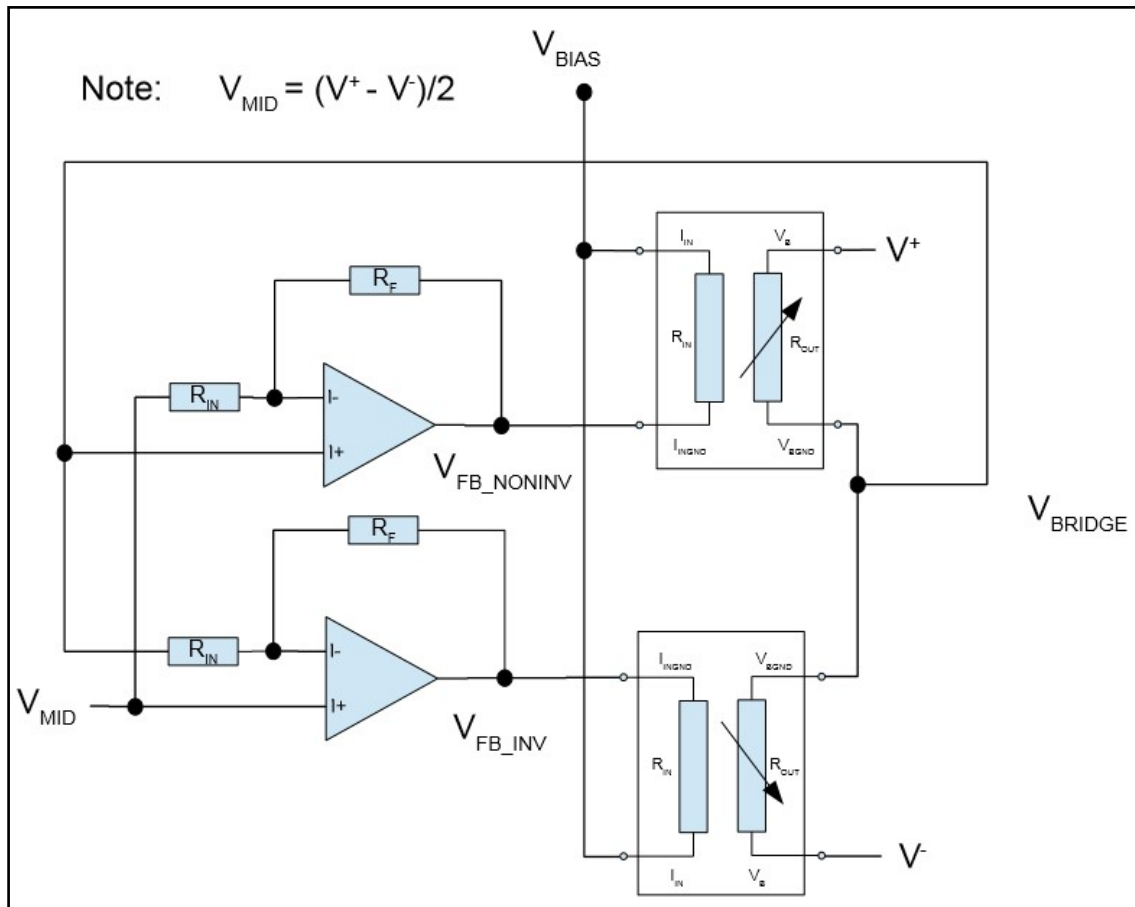 V_BIAS
Note: V_MID = (V⁺ - V⁻)/2
I_IN V_B V⁺
R_F
R_IN R_OUT
R_IN I-
I+
I_INGND V_BGND
V_FB_NONINV
V_BRIDGE
R_F
R_IN I-
I_INGND V_BGND
V_MID I+
V_FB_INV
R_IN R_OUT
I_IN V_B V⁻